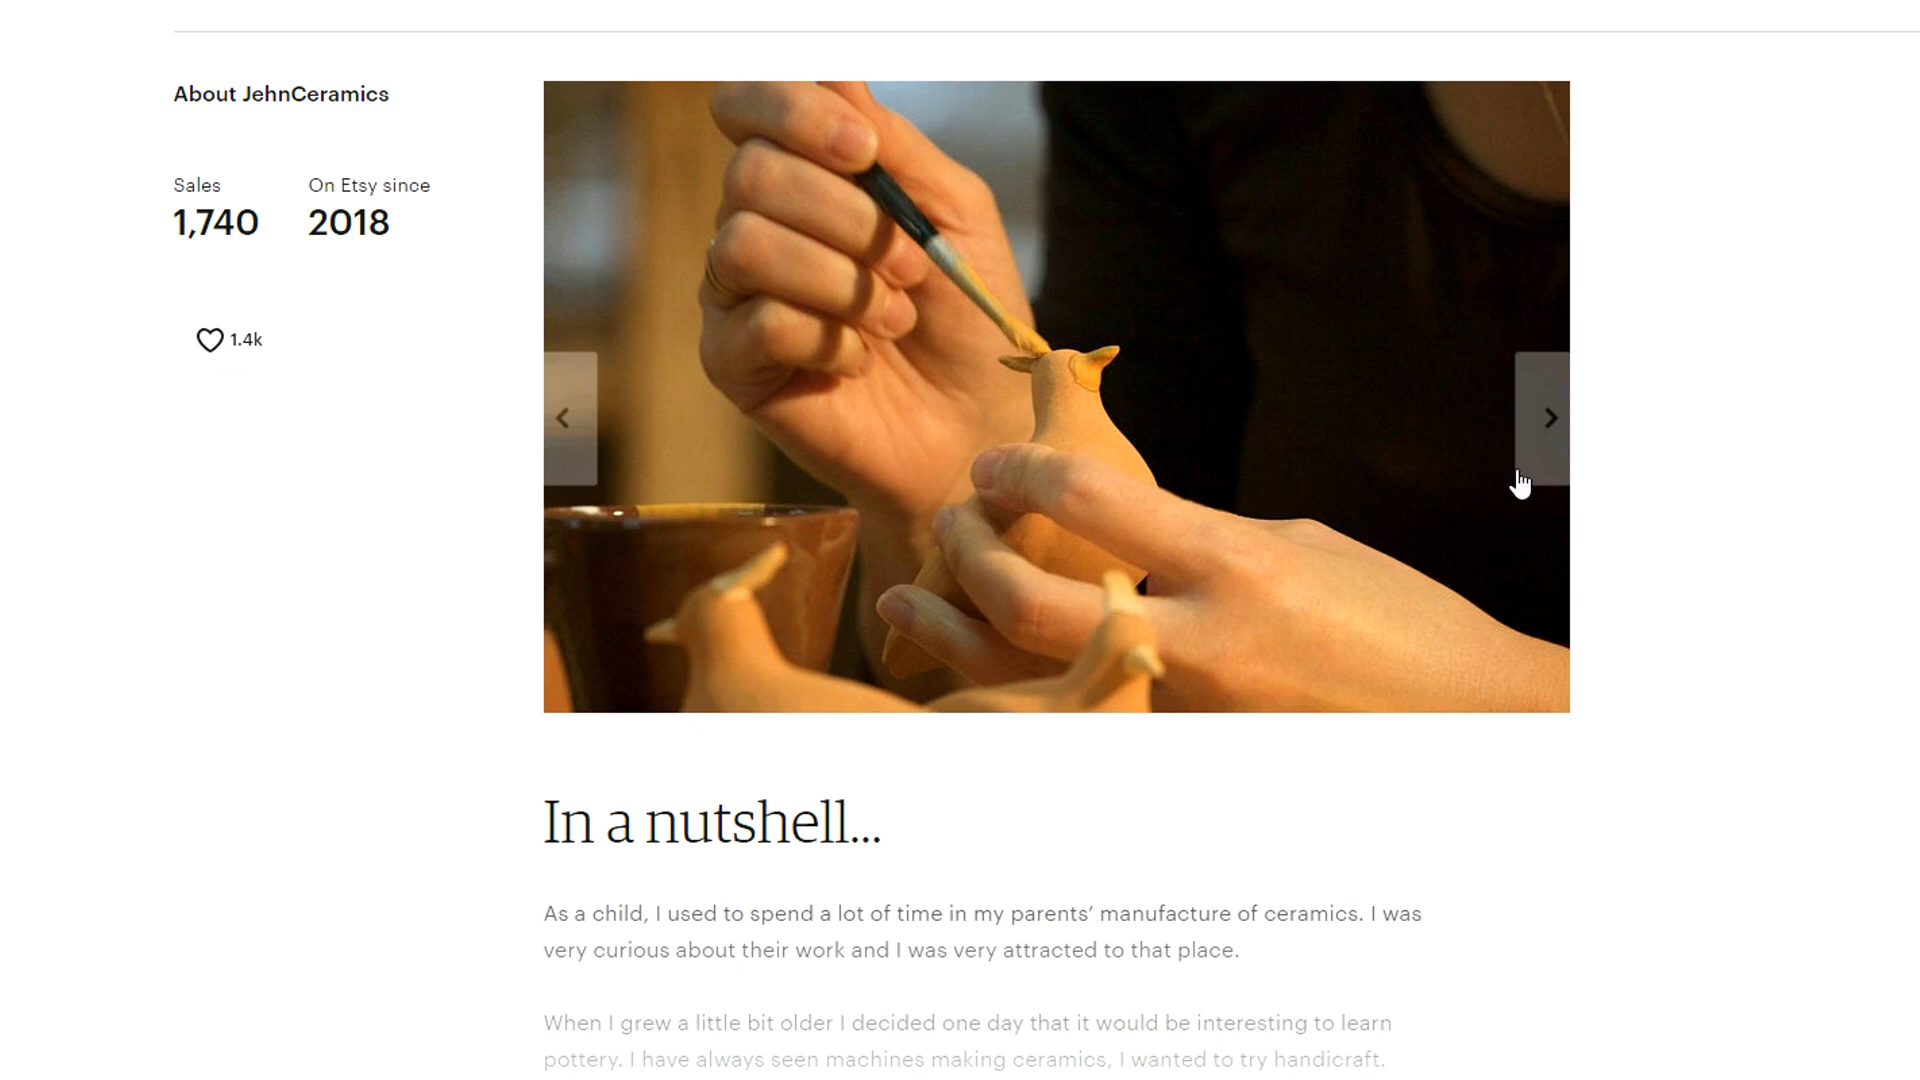 About JehnCeramics
Sales
1,740
On Etsy since
2018
1.4k
In a nutshell...
As a child, I used to spend a lot of time in my parents’ manufacture of ceramics. I was
very curious about their work and I was very attracted to that place.
When I grew a little bit older I decided one day that it would be interesting to learn
pottery. I have always seen machines making ceramics, I wanted to try handicraft.